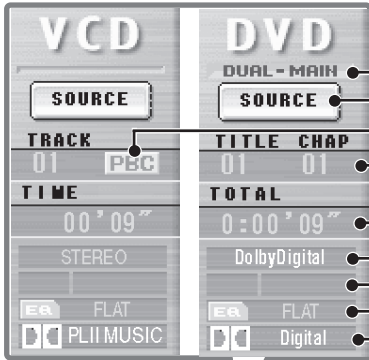 VCD
SOURCE
TRACK
01 PBC
TIME
00'09"
STEREO
EQ FLAT
PLII MUSIC
DVD
DUAL-MAIN
SOURCE
TITLE CHAP
01 01
TOTAL
0:00'09"
DolbyDigital
EQ FLAT
Digital